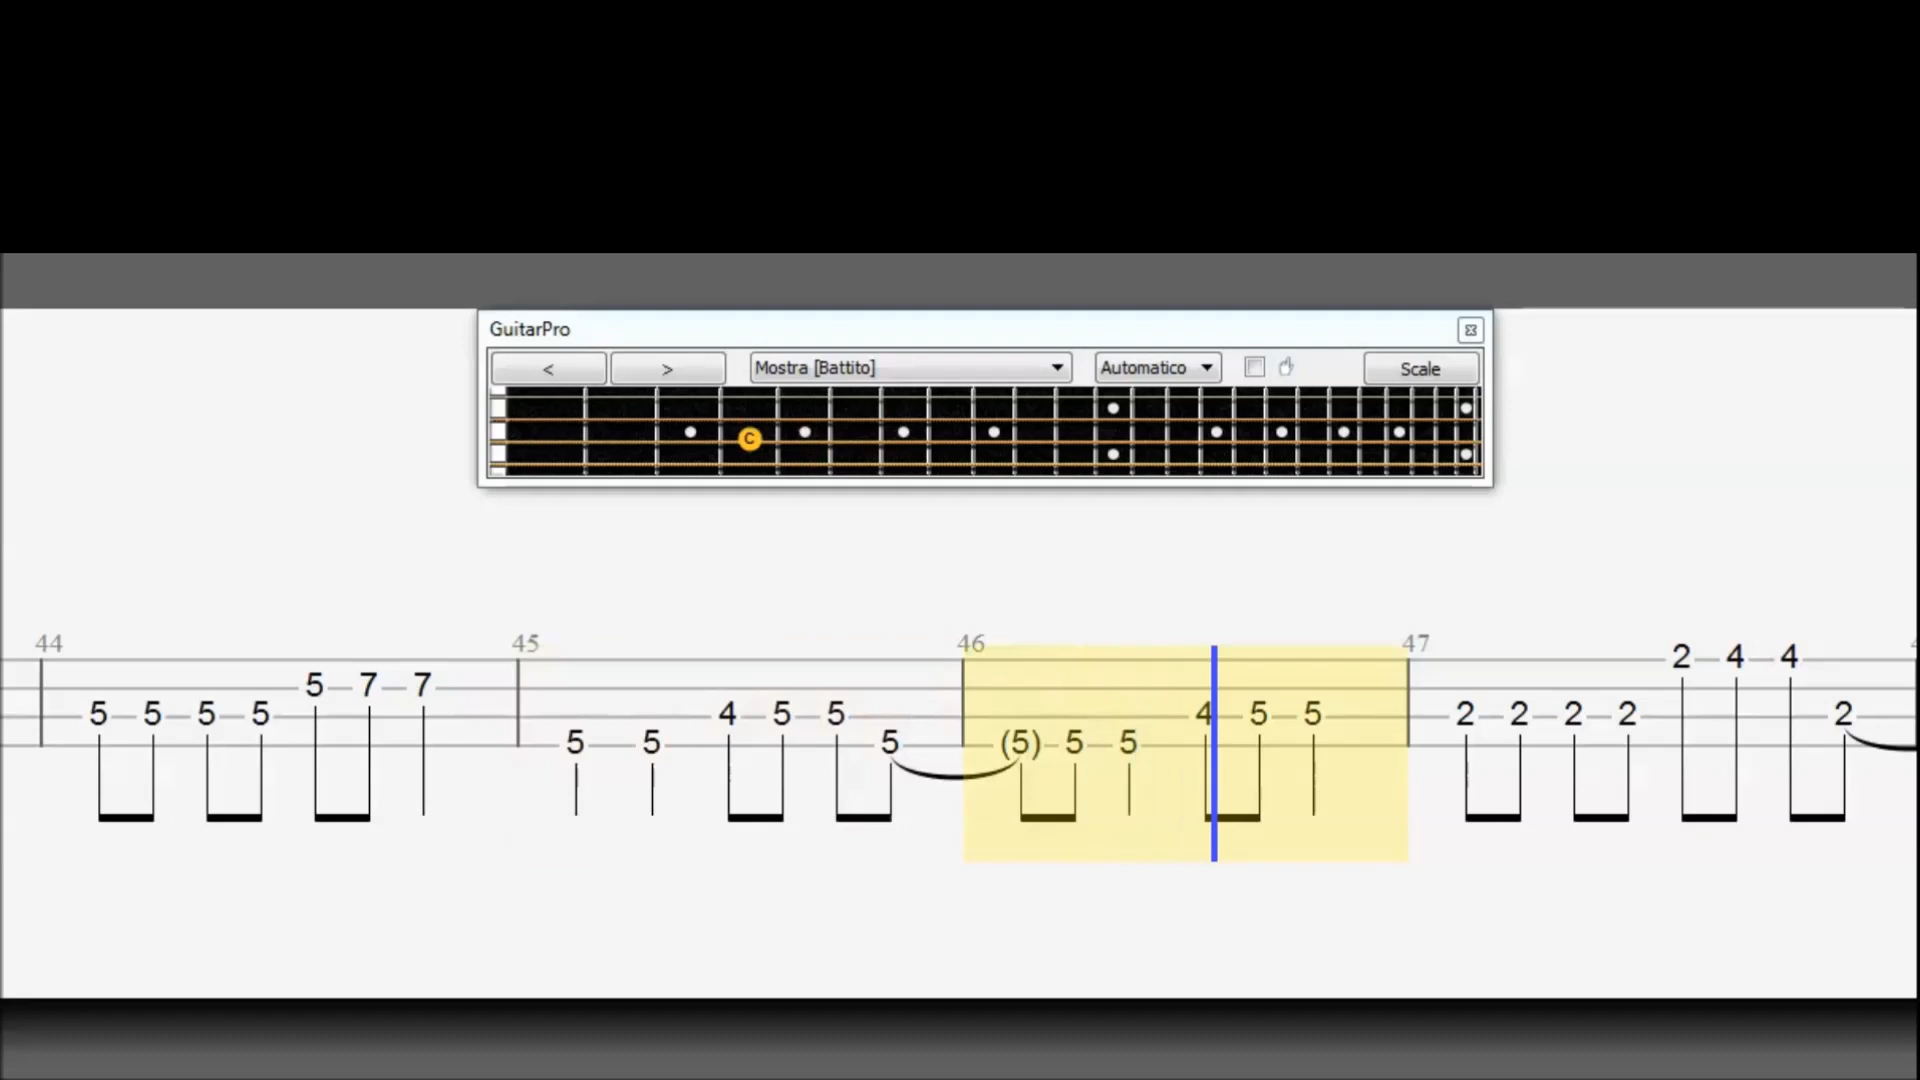 GuitarPro
< > Mostra [Battito] Automatico Scale
C
44 45 46 47
2 4 4
5 7 7
5 5 5 5 4 5 5 4 5 5 2 2 2 2 2
5 5 5 (5) 5 5